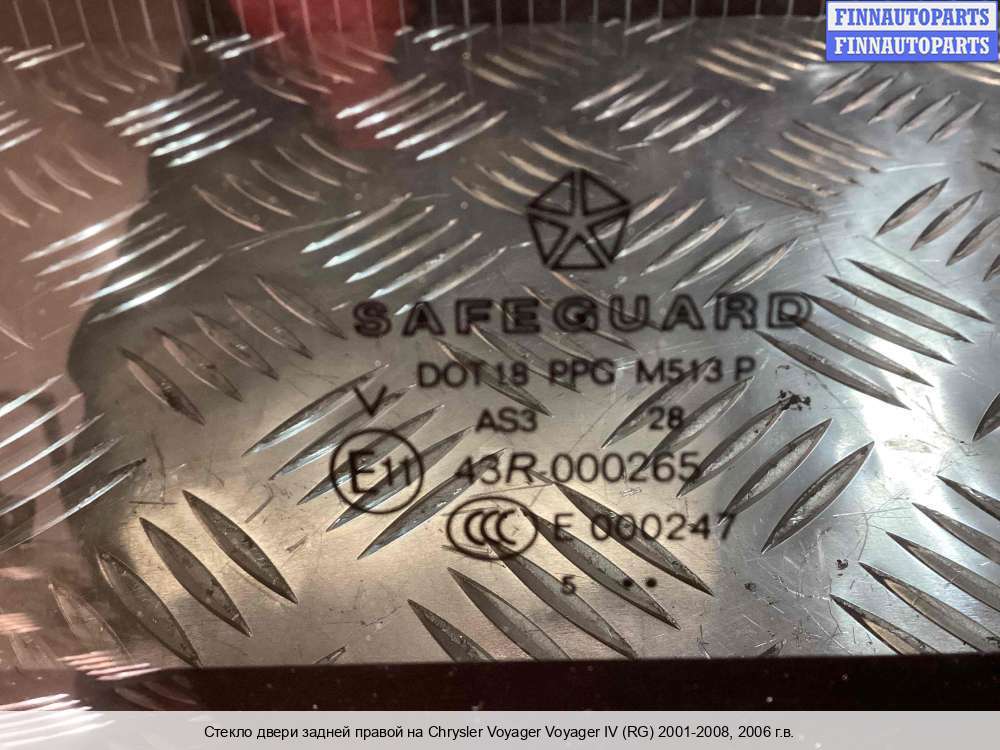 FINNAUTOPARTS
FINNAUTOPARTS
SAFEGUARD
DOT 18 PPG M513 P
V AS3 28
E11 43R-000265
CCC E 000247
5 ••
Стекло двери задней правой на Chrysler Voyager Voyager IV (RG) 2001-2008, 2006 г.в.